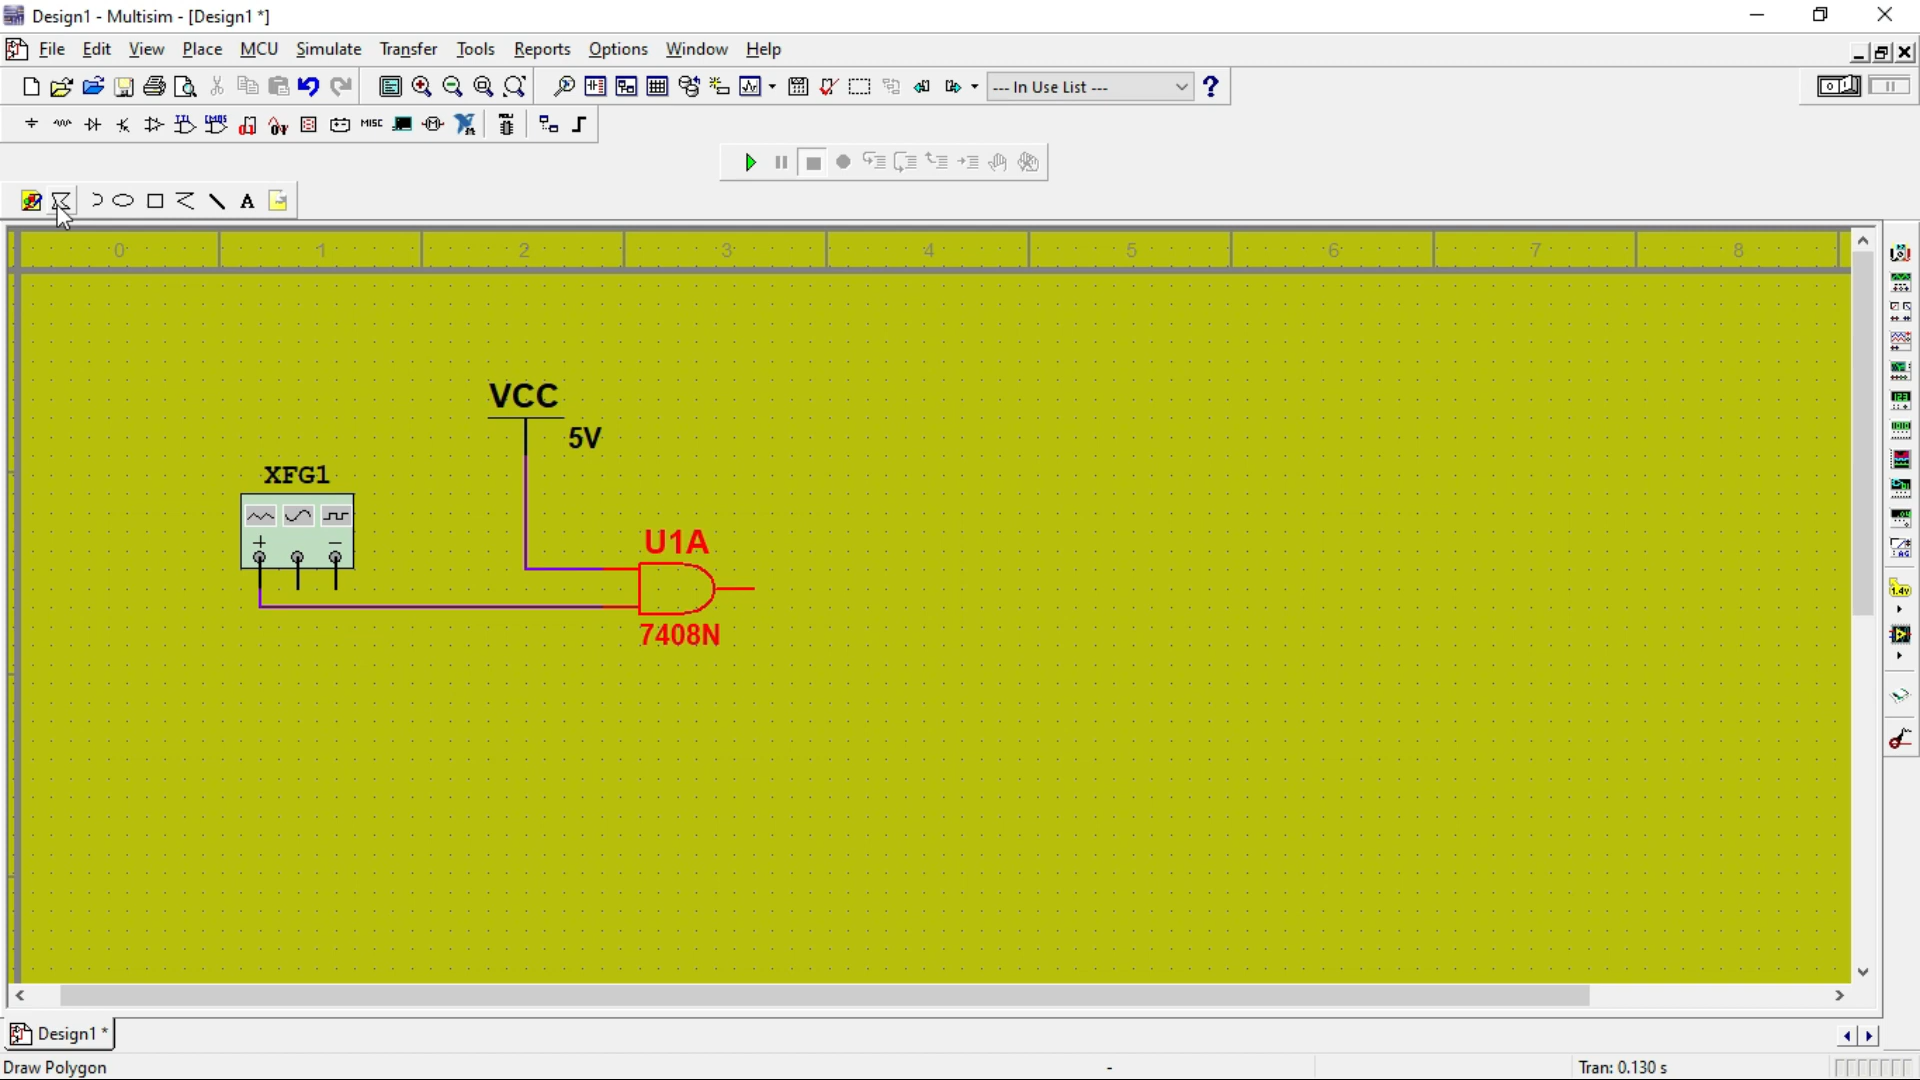 Design1 - Multisim - [Design1 *]
File Edit View Place MCU Simulate Transfer Tools Reports Options Window Help
--- In Use List ---
MISC
A
0 1 2 3 4 5 6 7 8
VCC
5V
XFG1
+ −
U1A
7408N
Design1 *
Draw Polygon - Tran: 0.130 s